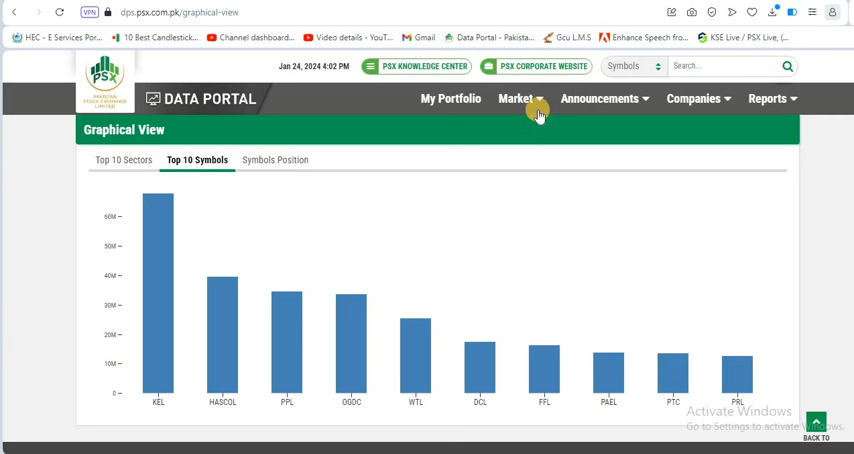 VPN dps.psx.com.pk/graphical-view
HEC - E Services Por... 10 Best Candlestick... Channel dashboard... Video details - YouT... Gmail Data Portal - Pakista... Gcu L.M.S Enhance Speech fro... KSE Live / PSX Live, (...
PSX
PAKISTAN
STOCK EXCHANGE
LIMITED
Jan 24, 2024 4:02 PM PSX KNOWLEDGE CENTER PSX CORPORATE WEBSITE Symbols Search...
DATA PORTAL My Portfolio Market Announcements Companies Reports
Graphical View
Top 10 Sectors Top 10 Symbols Symbols Position
60M
50M
40M
30M
20M
10M
0
KEL HASCOL PPL OGDC WTL DCL FFL PAEL PTC PRL
Activate Windows
Go to Settings to activate Windows.
BACK TO